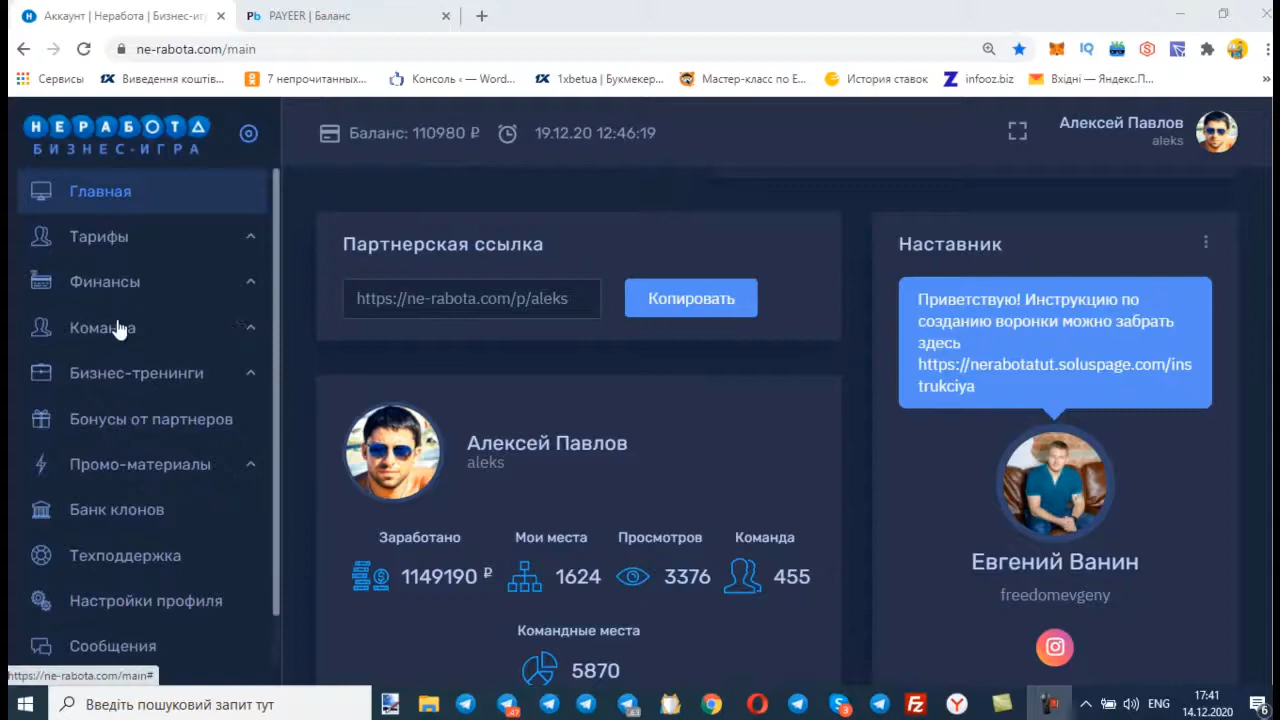 Аккаунт | Неработа | Бизнес-иг
PAYEER | Баланс
ne-rabota.com/main
Сервисы
Виведення коштів...
7 непрочитанных...
Консоль ‹ — Word...
1xbetua | Букмекер...
Мастер-класс по Е...
История ставок
infooz.biz
Вхідні — Яндекс.П...
»
НЕРАБОТА
БИЗНЕС-ИГРА
Баланс: 110980 ₽
19.12.20 12:46:19
Алексей Павлов
aleks
Главная
Тарифы
Финансы
Команда
Бизнес-тренинги
Бонусы от партнеров
Промо-материалы
Банк клонов
Техподдержка
Настройки профиля
Сообщения
https://ne-rabota.com/main#
Партнерская ссылка
https://ne-rabota.com/p/aleks
Копировать
Алексей Павлов
aleks
Заработано
Мои места
Просмотров
Команда
1149190 ₽
1624
3376
455
Командные места
5870
Наставник
Приветствую! Инструкцию по
созданию воронки можно забрать
здесь
https://nerabotatut.soluspage.com/ins
trukciya
Евгений Ванин
freedomevgeny
Введіть пошуковий запит тут
ENG
17:41
14.12.2020